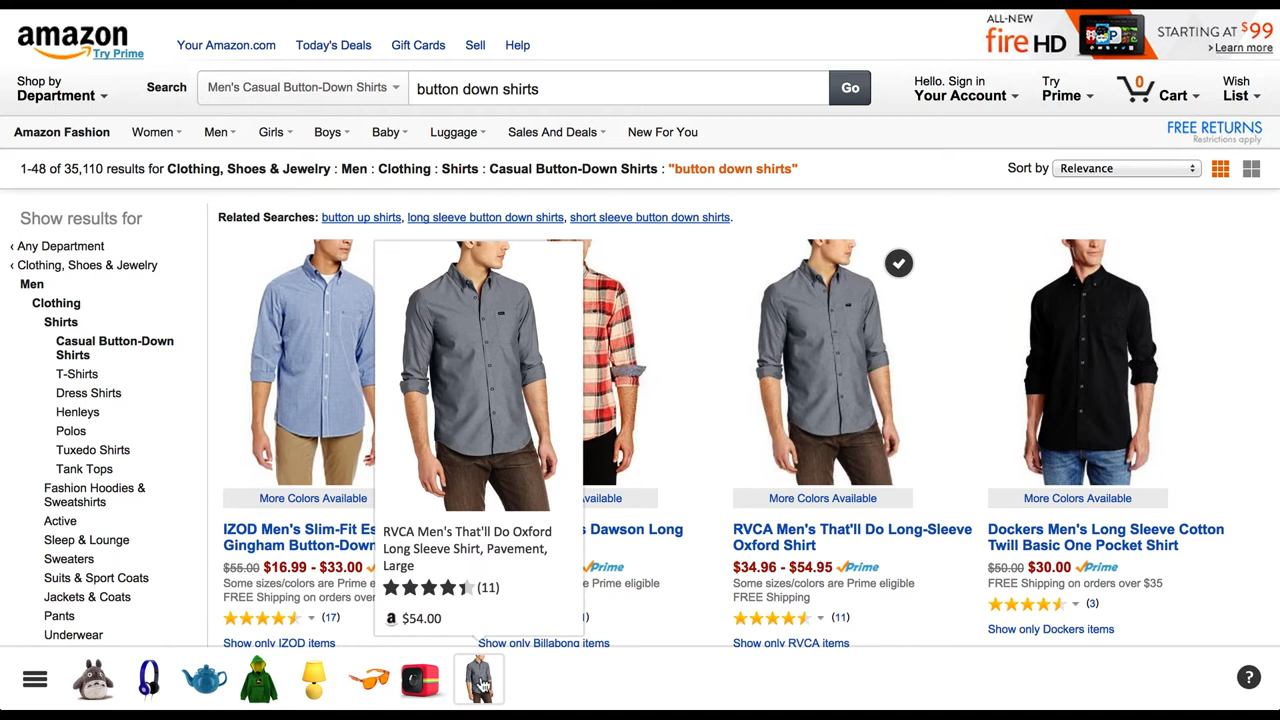 amazon
Try Prime
Your Amazon.com
Today's Deals
Gift Cards
Sell
Help
ALL-NEW
fire HD
STARTING AT $99
> Learn more
Shop by
Department
Search
Men's Casual Button-Down Shirts
button down shirts
Go
Hello. Sign in
Your Account
Try
Prime
0
Cart
Wish
List
Amazon Fashion
Women
Men
Girls
Boys
Baby
Luggage
Sales And Deals
New For You
FREE RETURNS
Restrictions apply
1-48 of 35,110 results for Clothing, Shoes & Jewelry : Men : Clothing : Shirts : Casual Button-Down Shirts : "button down shirts"
Sort by
Relevance
Show results for
‹ Any Department
‹ Clothing, Shoes & Jewelry
Men
Clothing
Shirts
Casual Button-Down
Shirts
T-Shirts
Dress Shirts
Henleys
Polos
Tuxedo Shirts
Tank Tops
Fashion Hoodies &
Sweatshirts
Active
Sleep & Lounge
Sweaters
Suits & Sport Coats
Jackets & Coats
Pants
Underwear
Related Searches: button up shirts, long sleeve button down shirts, short sleeve button down shirts.
More Colors Available
IZOD Men's Slim-Fit Es
Gingham Button-Down
$55.00 $16.99 - $33.00
Some sizes/colors are Prime e
FREE Shipping on orders over
(17)
Show only IZOD items
RVCA Men's That'll Do Oxford
Long Sleeve Shirt, Pavement,
Large
(11)
a $54.00
Available
s Dawson Long
Prime
e Prime eligible
)
Show only Billabong items
More Colors Available
RVCA Men's That'll Do Long-Sleeve
Oxford Shirt
$34.96 - $54.95 Prime
Some sizes/colors are Prime eligible
FREE Shipping
(11)
Show only RVCA items
More Colors Available
Dockers Men's Long Sleeve Cotton
Twill Basic One Pocket Shirt
$50.00 $30.00 Prime
FREE Shipping on orders over $35
(3)
Show only Dockers items
?